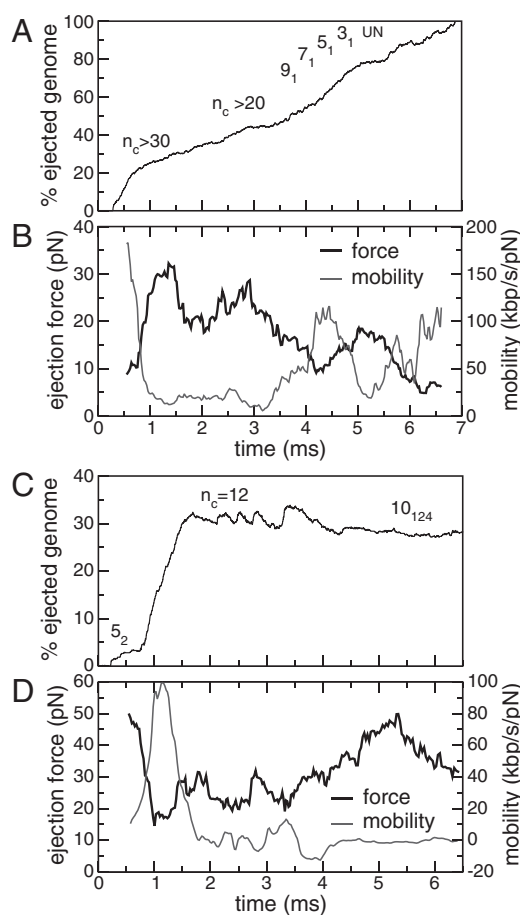 A
% ejected genome
100
80
60
40
20
0
n_c>30
n_c >20
9_1
7_1
5_1
3_1
UN
B
ejection force (pN)
40
30
20
10
0
force
mobility
200
150
100
50
0
mobility (kbp/s/pN)
0 1 2 3 4 5 6 7
time (ms)
C
% ejected genome
40
30
20
10
0
5_2
n_c=12
10_124
D
ejection force (pN)
60
50
40
30
20
10
0
force
mobility
100
80
60
40
20
0
-20
mobility (kbp/s/pN)
0 1 2 3 4 5 6
time (ms)